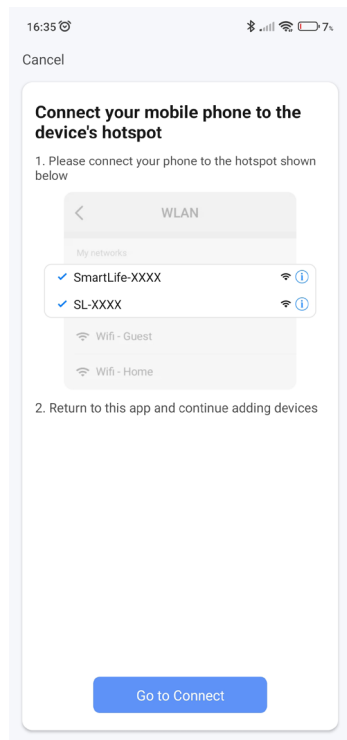 16:35
7%
Cancel
Connect your mobile phone to the
device's hotspot
1. Please connect your phone to the hotspot shown
below
WLAN
My networks
SmartLife-XXXX
SL-XXXX
Wifi - Guest
Wifi - Home
2. Return to this app and continue adding devices
Go to Connect